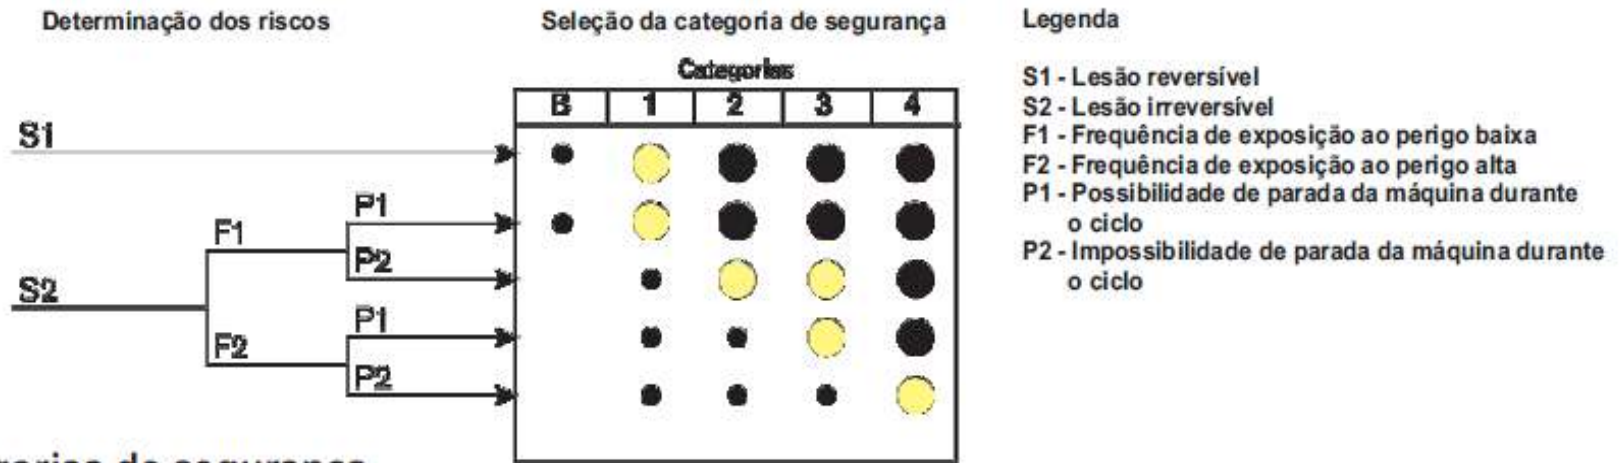 Determinação dos riscos
Seleção da categoria de segurança
Categorias
B 1 2 3 4
S1
S2
F1
P1
P2
F2
P1
P2
Legenda
S1 - Lesão reversível
S2 - Lesão irreversível
F1 - Frequência de exposição ao perigo baixa
F2 - Frequência de exposição ao perigo alta
P1 - Possibilidade de parada da máquina durante
o ciclo
P2 - Impossibilidade de parada da máquina durante
o ciclo